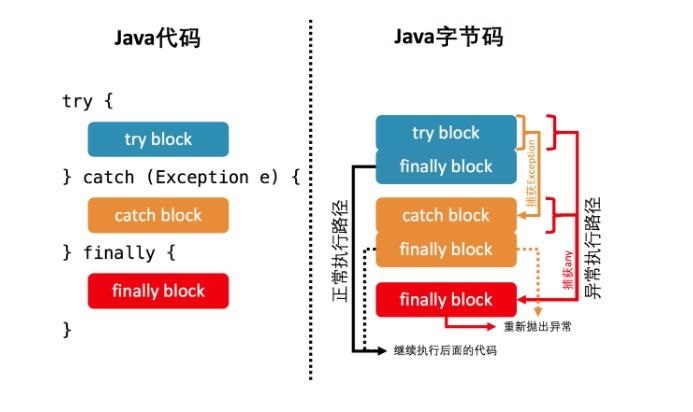 Java代码
try {
try block
} catch (Exception e) {
catch block
} finally {
finally block
}
Java字节码
try block
finally block
catch block
finally block
finally block
捕获Exception
捕获any
正常执行路径
异常执行路径
重新抛出异常
继续执行后面的代码